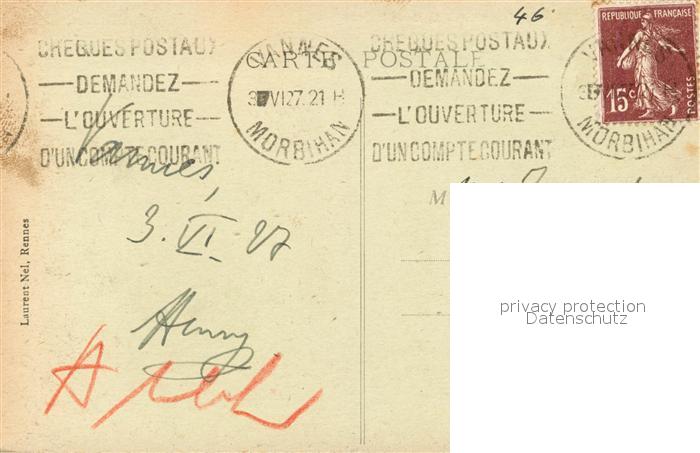 46
REPUBLIQUE FRANÇAISE
15c
POSTES
CARTE POSTALE
CHEQUES POSTAUX
DEMANDEZ
L'OUVERTURE
D'UN COMPTE COURANT
VANNES
3 VI 27. 21 H
MORBIHAN
CHEQUES POSTAUX
DEMANDEZ
L'OUVERTURE
D'UN COMPTE COURANT
MORBIHAN
Vannes,
3. VI. 27
Henry
M
Laurent Nel, Rennes
privacy protection
Datenschutz